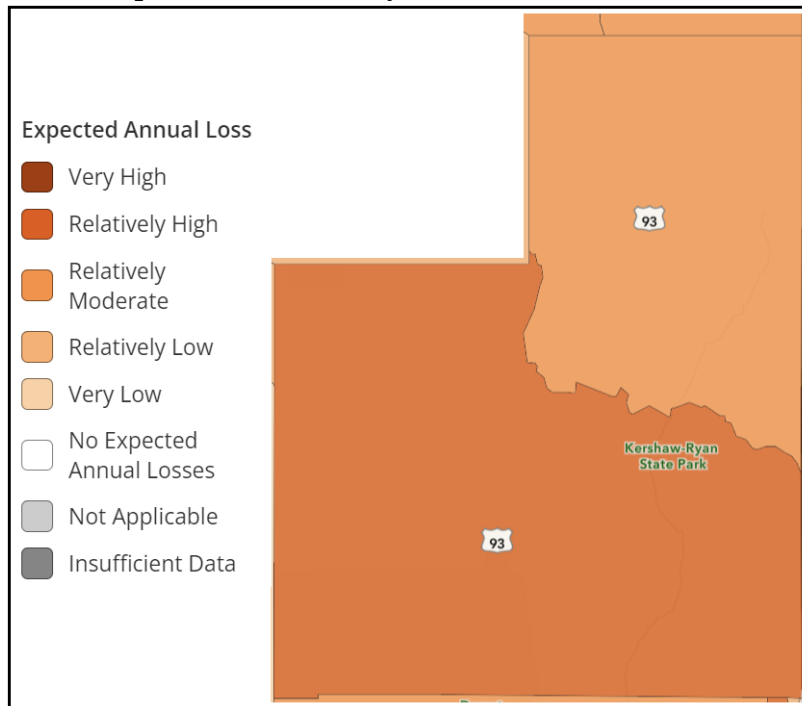 Expected Annual Loss
Very High
Relatively High
Relatively
Moderate
Relatively Low
Very Low
No Expected
Annual Losses
Not Applicable
Insufficient Data
93
Kershaw-Ryan
State Park
93